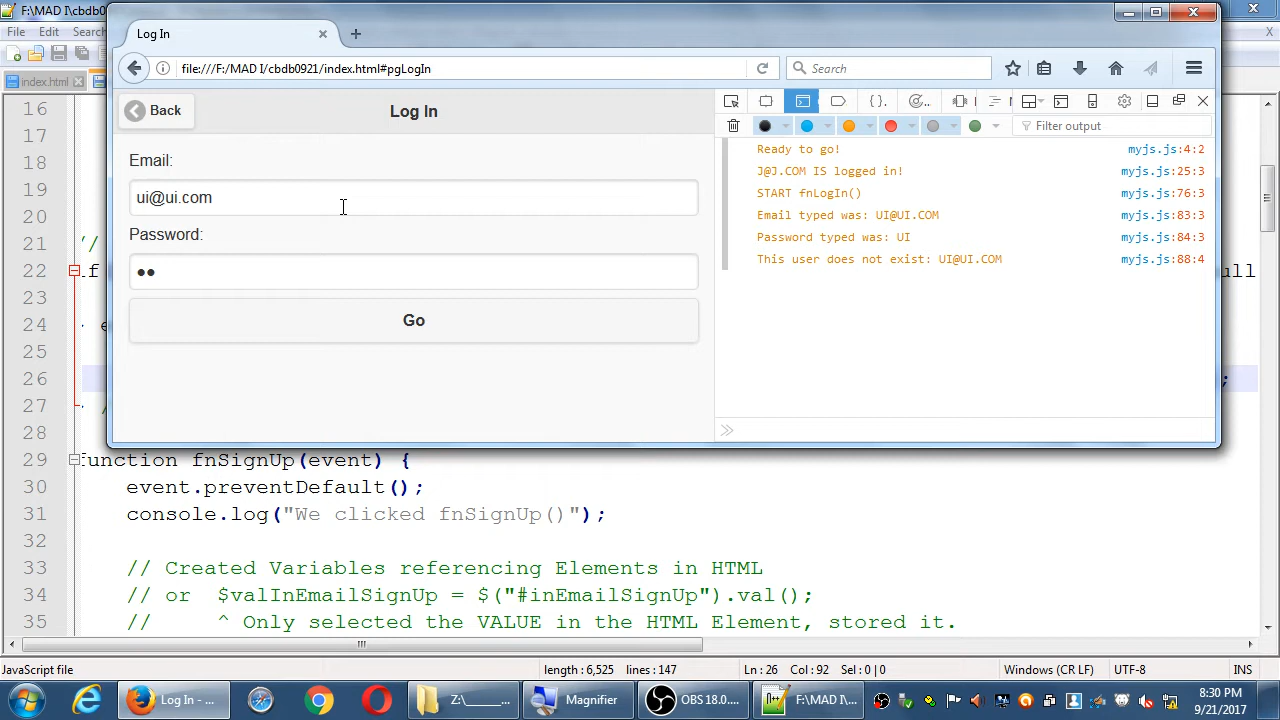 F:\MAD I\cbdb0
File Edit Search
index.html
Log In
file:///F:/MAD I/cbdb0921/index.html#pgLogIn
Search
Back
Log In
Email:
ui@ui.com
Password:
••
Go
Filter output
Ready to go! myjs.js:4:2
J@J.COM IS logged in! myjs.js:25:3
START fnLogIn() myjs.js:76:3
Email typed was: UI@UI.COM myjs.js:83:3
Password typed was: UI myjs.js:84:3
This user does not exist: UI@UI.COM myjs.js:88:4
16
17
18
19
20
21 //
22 if ull
23
24 e
25
26 ;
27 /
28
29 function fnSignUp(event) {
30 event.preventDefault();
31 console.log("We clicked fnSignUp()");
32
33 // Created Variables referencing Elements in HTML
34 // or $valInEmailSignUp = $("#inEmailSignUp").val();
35 // ^ Only selected the VALUE in the HTML Element, stored it.
JavaScript file length : 6,525 lines : 147 Ln : 26 Col : 92 Sel : 0 | 0 Windows (CR LF) UTF-8 INS
Log In - ... Z:\____... Magnifier OBS 18.0.... F:\MAD I\... 8:30 PM
9/21/2017